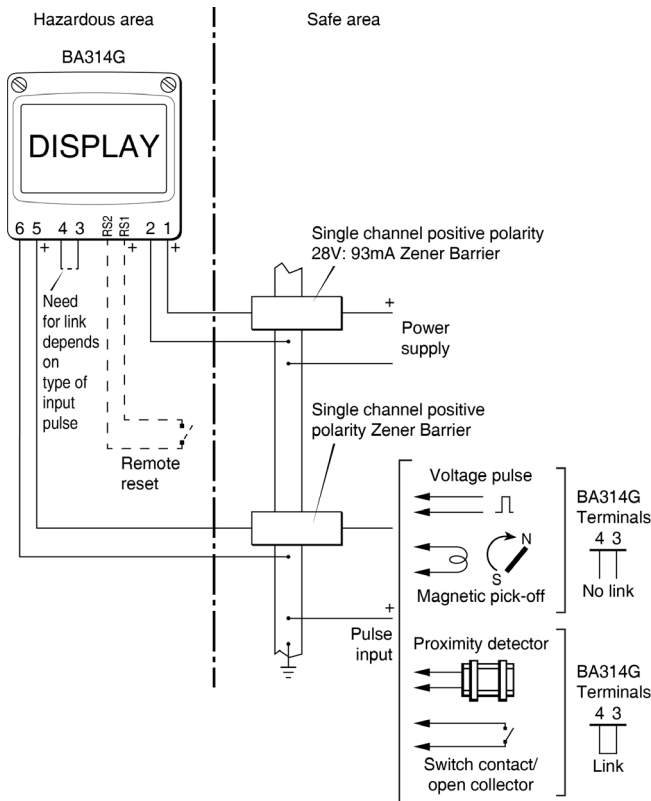 Hazardous area
Safe area
BA314G
DISPLAY
6 5 4 3 RS2 RS1 2 1
+ + +
Need
for link
depends
on
type of
input
pulse
Remote
reset
Single channel positive polarity
28V: 93mA Zener Barrier
+
Power
supply
Single channel positive
polarity Zener Barrier
+
Pulse
input
Voltage pulse
N
S
Magnetic pick-off
BA314G
Terminals
4 3
No link
Proximity detector
Switch contact/
open collector
BA314G
Terminals
4 3
Link